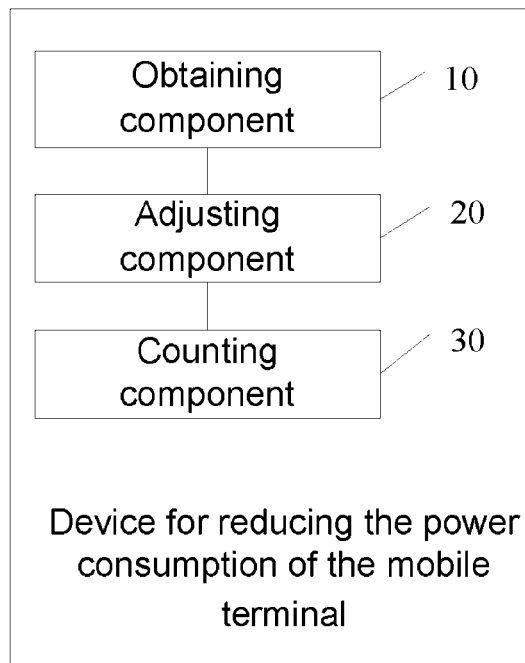 Obtaining
component
10
Adjusting
component
20
Counting
component
30
Device for reducing the power
consumption of the mobile
terminal